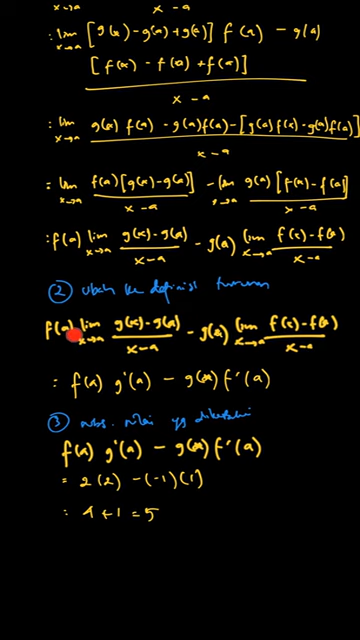 x→a x-a
: lim x→a [g(x) - g(a) + g(a)] f(a) - g(a)
[f(x) - f(a) + f(a)]
x - a
: lim x→a g(x) f(a) - g(a) f(a) - [g(a) f(x) - g(a) f(a)]
x - a
= lim x→a f(a) [g(x) - g(a)] / x-a - lim x→a g(a) [f(x) - f(a)] / x-a
: f(a) lim x→a g(x) - g(a) / x-a - g(a) lim x→a f(x) - f(a) / x-a
② Ubah ke definisi turunan
f(a) lim x→a g(x) - g(a) / x-a - g(a) lim x→a f(x) - f(a) / x-a
= f(a) g'(a) - g(a) f'(a)
③ subs. nilai yg diketahui
f(a) g'(a) - g(a) f'(a)
= 2(2) - (-1)(1)
= 4 + 1 = 5